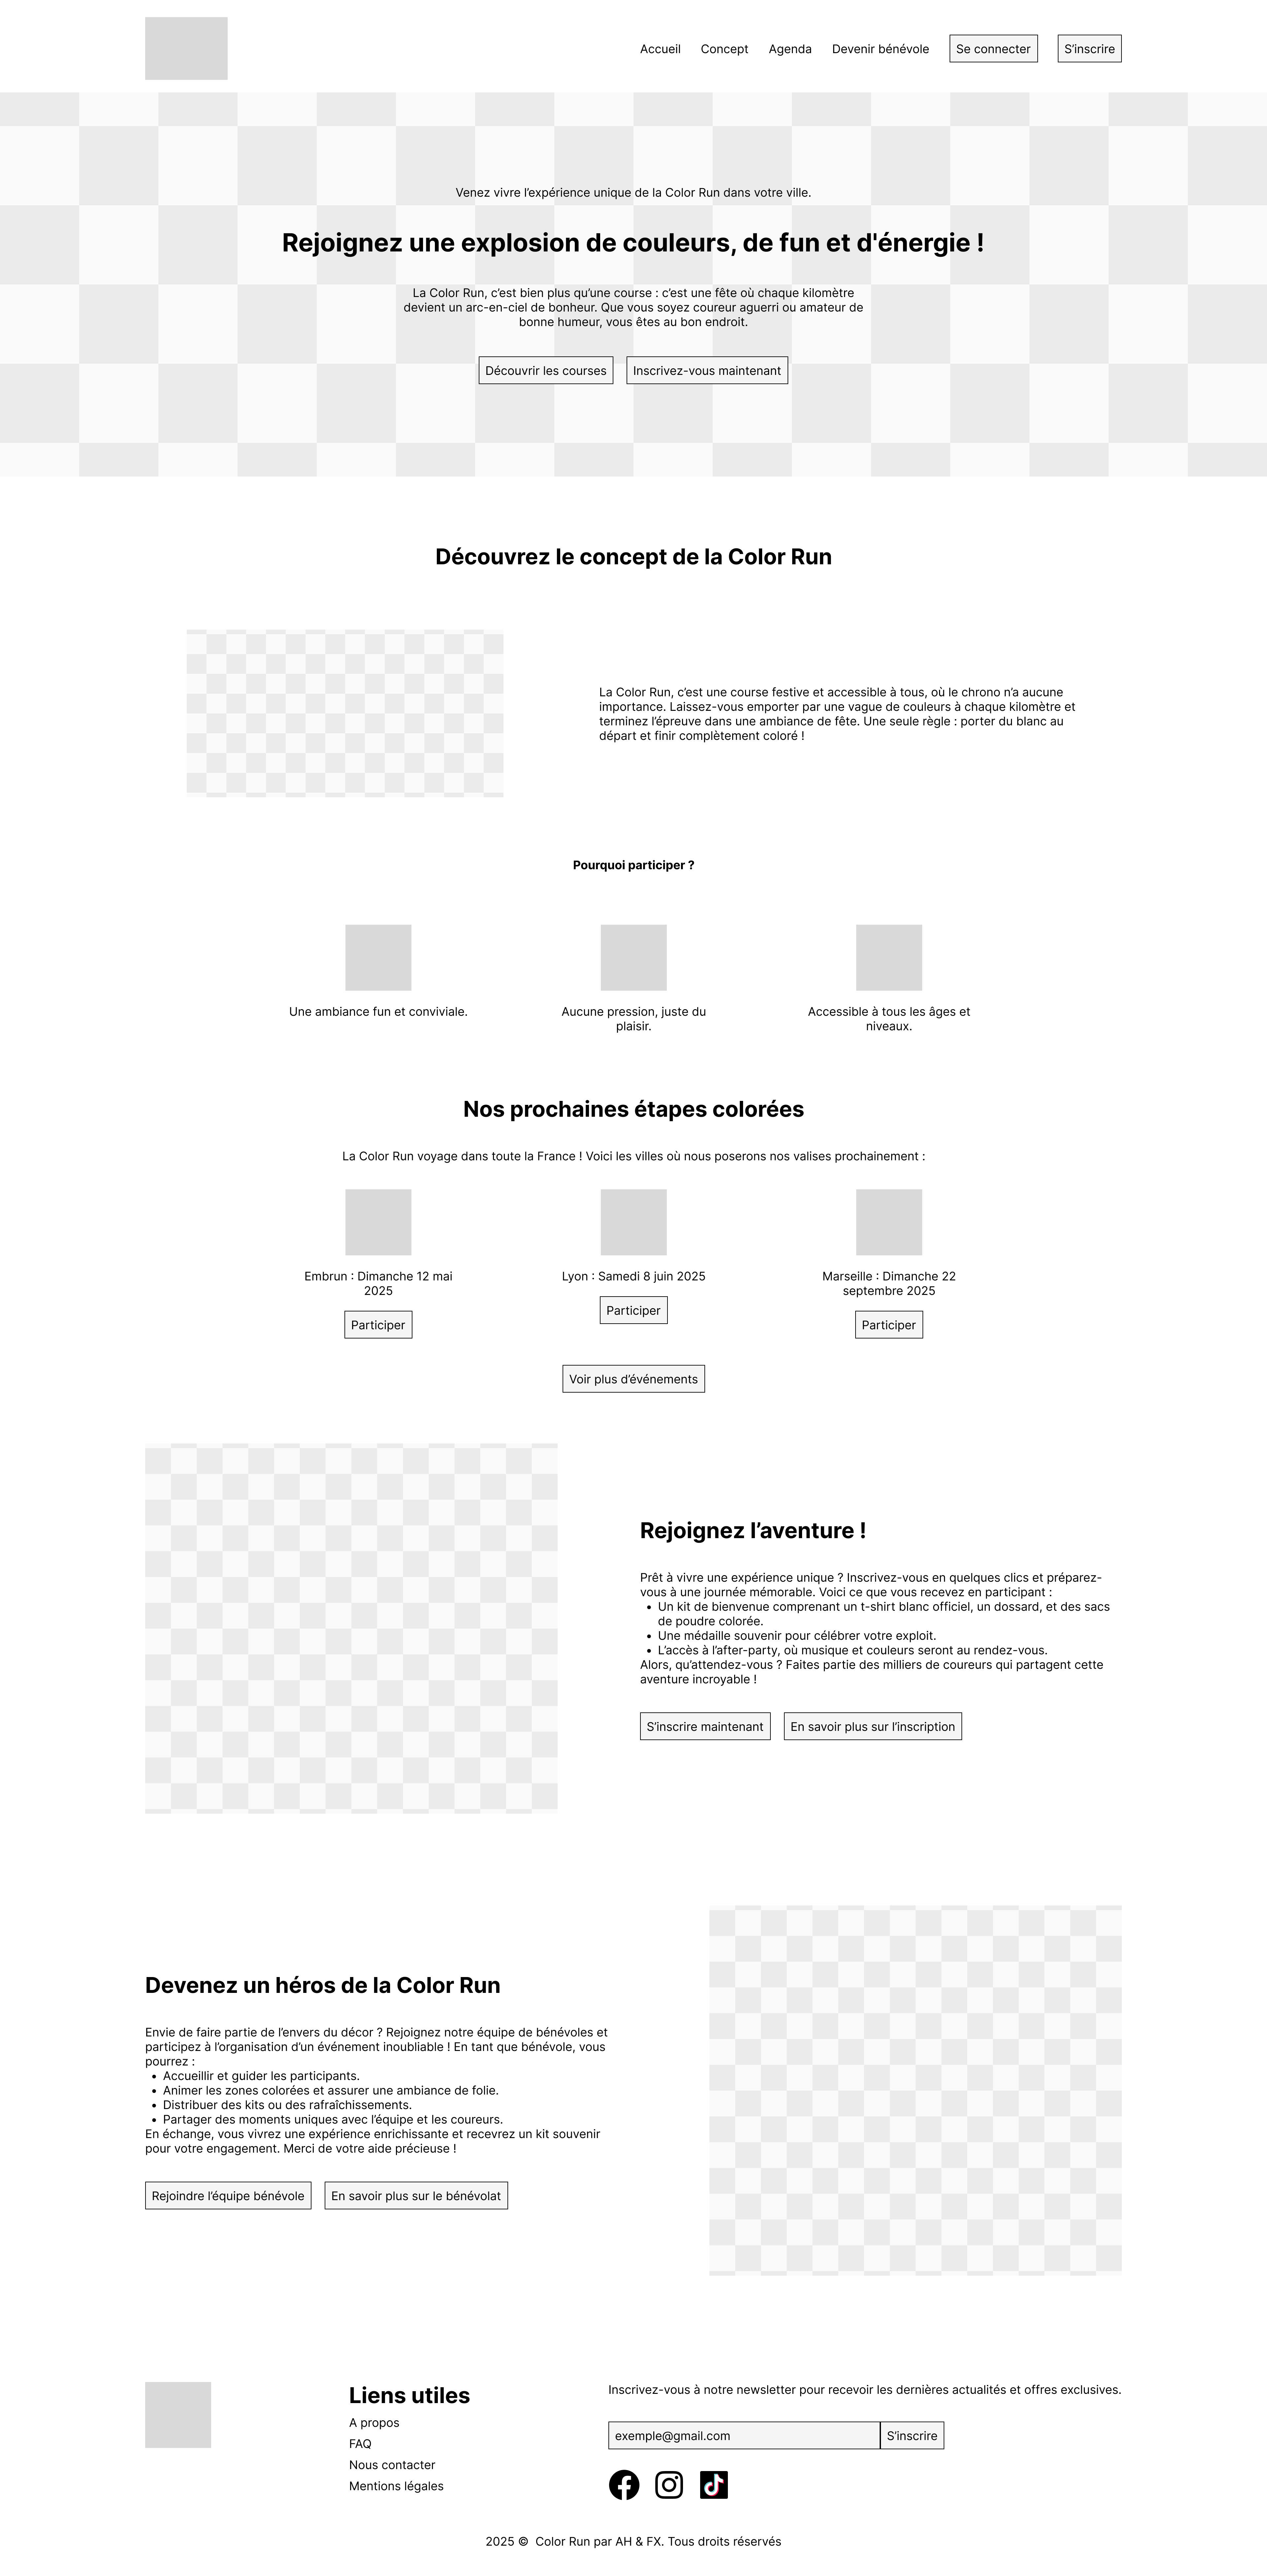 Accueil Concept Agenda Devenir bénévole Se connecter S’inscrire
Venez vivre l’expérience unique de la Color Run dans votre ville.
Rejoignez une explosion de couleurs, de fun et d'énergie !
La Color Run, c’est bien plus qu’une course : c’est une fête où chaque kilomètre
devient un arc-en-ciel de bonheur. Que vous soyez coureur aguerri ou amateur de
bonne humeur, vous êtes au bon endroit.
Découvrir les courses Inscrivez-vous maintenant
Découvrez le concept de la Color Run
La Color Run, c’est une course festive et accessible à tous, où le chrono n’a aucune
importance. Laissez-vous emporter par une vague de couleurs à chaque kilomètre et
terminez l’épreuve dans une ambiance de fête. Une seule règle : porter du blanc au
départ et finir complètement coloré !
Pourquoi participer ?
Une ambiance fun et conviviale.
Aucune pression, juste du
plaisir.
Accessible à tous les âges et
niveaux.
Nos prochaines étapes colorées
La Color Run voyage dans toute la France ! Voici les villes où nous poserons nos valises prochainement :
Embrun : Dimanche 12 mai
2025
Participer
Lyon : Samedi 8 juin 2025
Participer
Marseille : Dimanche 22
septembre 2025
Participer
Voir plus d’événements
Rejoignez l’aventure !
Prêt à vivre une expérience unique ? Inscrivez-vous en quelques clics et préparez-
vous à une journée mémorable. Voici ce que vous recevez en participant :
• Un kit de bienvenue comprenant un t-shirt blanc officiel, un dossard, et des sacs
de poudre colorée.
• Une médaille souvenir pour célébrer votre exploit.
• L’accès à l’after-party, où musique et couleurs seront au rendez-vous.
Alors, qu’attendez-vous ? Faites partie des milliers de coureurs qui partagent cette
aventure incroyable !
S’inscrire maintenant En savoir plus sur l’inscription
Devenez un héros de la Color Run
Envie de faire partie de l’envers du décor ? Rejoignez notre équipe de bénévoles et
participez à l’organisation d’un événement inoubliable ! En tant que bénévole, vous
pourrez :
• Accueillir et guider les participants.
• Animer les zones colorées et assurer une ambiance de folie.
• Distribuer des kits ou des rafraîchissements.
• Partager des moments uniques avec l’équipe et les coureurs.
En échange, vous vivrez une expérience enrichissante et recevrez un kit souvenir
pour votre engagement. Merci de votre aide précieuse !
Rejoindre l’équipe bénévole En savoir plus sur le bénévolat
Liens utiles
A propos
FAQ
Nous contacter
Mentions légales
Inscrivez-vous à notre newsletter pour recevoir les dernières actualités et offres exclusives.
exemple@gmail.com S’inscrire
2025 © Color Run par AH & FX. Tous droits réservés